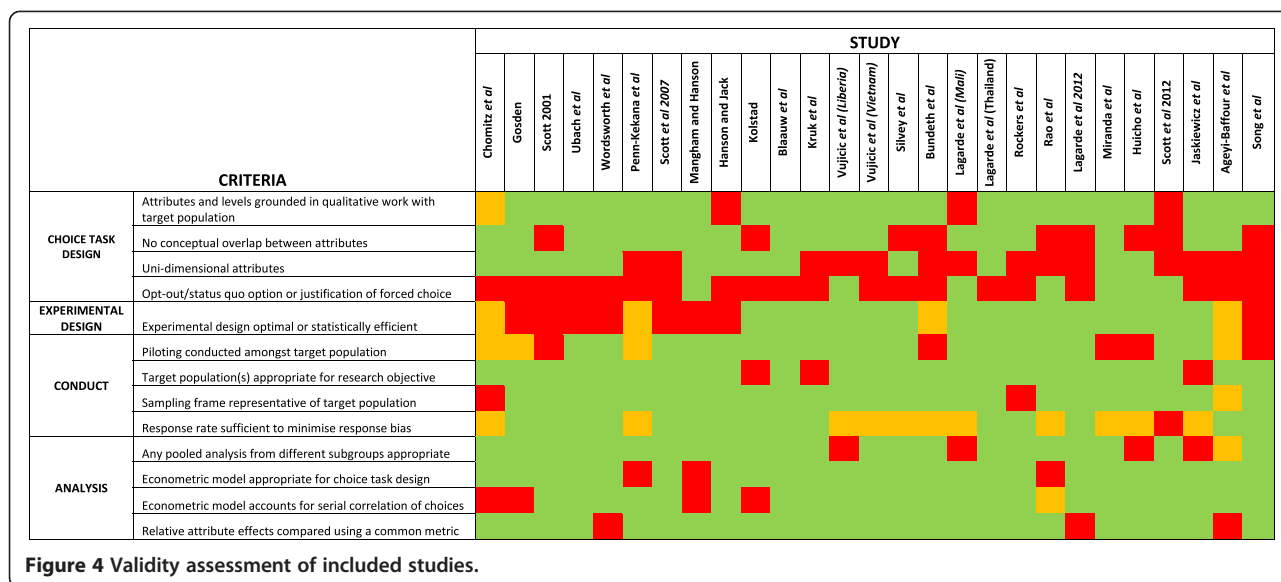 STUDY
CRITERIA
Chomitz et al
Gosden
Scott 2001
Ubach et al
Wordsworth et al
Penn-Kekana et al
Scott et al 2007
Mangham and Hanson
Hanson and Jack
Kolstad
Blaauw et al
Kruk et al
Vujicic et al (Liberia)
Vujicic et al (Vietnam)
Silvey et al
Bundeth et al
Lagarde et al (Mali)
Lagarde et al (Thailand)
Rockers et al
Rao et al
Lagarde et al 2012
Miranda et al
Huicho et al
Scott et al 2012
Jaskiewicz et al
Ageyi-Baffour et al
Song et al
CHOICE TASK
DESIGN
Attributes and levels grounded in qualitative work with
target population
No conceptual overlap between attributes
Uni-dimensional attributes
Opt-out/status quo option or justification of forced choice
EXPERIMENTAL
DESIGN
Experimental design optimal or statistically efficient
CONDUCT
Piloting conducted amongst target population
Target population(s) appropriate for research objective
Sampling frame representative of target population
Response rate sufficient to minimise response bias
ANALYSIS
Any pooled analysis from different subgroups appropriate
Econometric model appropriate for choice task design
Econometric model accounts for serial correlation of choices
Relative attribute effects compared using a common metric
Figure 4 Validity assessment of included studies.